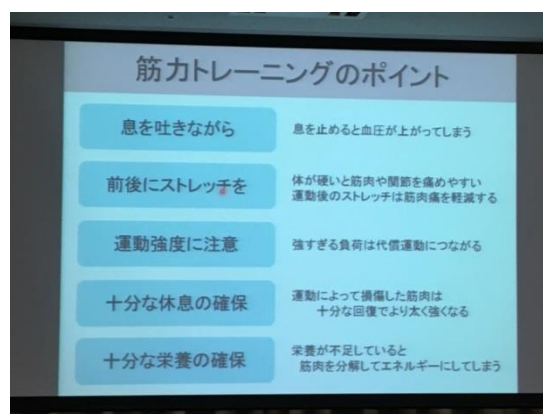 筋力トレーニングのポイント
息を吐きながら
息を止めると血圧が上がってしまう
前後にストレッチを
体が硬いと筋肉や関節を痛めやすい
運動後のストレッチは筋肉痛を軽減する
運動強度に注意
強すぎる負荷は代償運動につながる
十分な休息の確保
運動によって損傷した筋肉は
十分な回復でより太く強くなる
十分な栄養の確保
栄養が不足していると
筋肉を分解してエネルギーにしてしまう